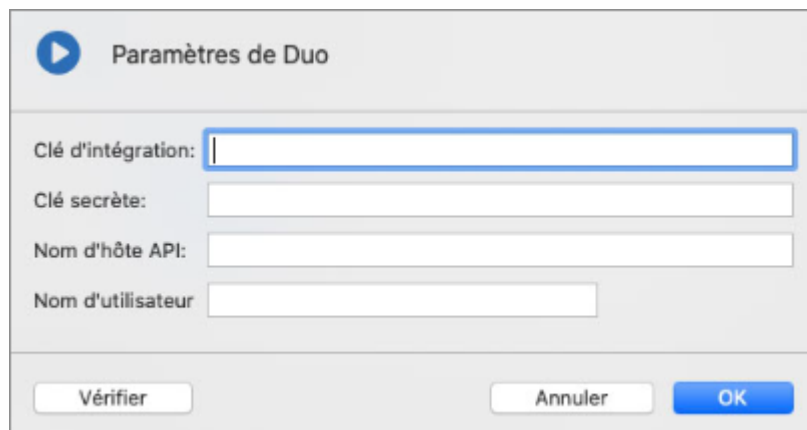 Paramètres de Duo
Clé d'intégration:
Clé secrète:
Nom d'hôte API:
Nom d'utilisateur
Vérifier Annuler OK